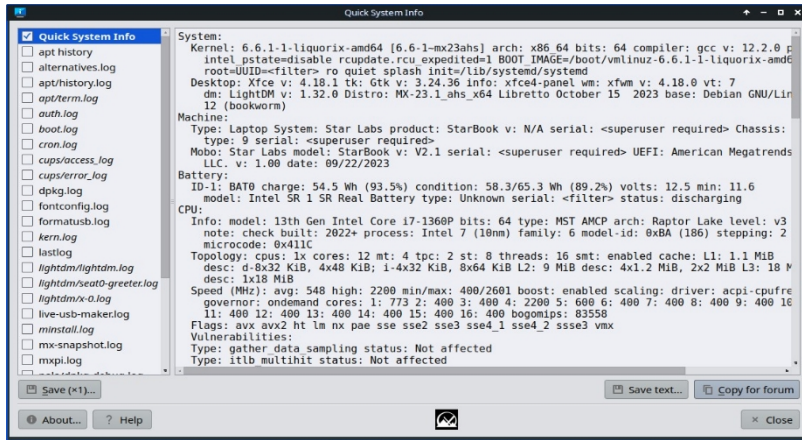 Quick System Info
Quick System Info
apt history
alternatives.log
apt/history.log
apt/term.log
auth.log
boot.log
cron.log
cups/access_log
cups/error_log
dpkg.log
fontconfig.log
formatusb.log
kern.log
lastlog
lightdm/lightdm.log
lightdm/seat0-greeter.log
lightdm/x-0.log
live-usb-maker.log
minstall.log
mx-snapshot.log
mxpi.log
System:
Kernel: 6.6.1-1-liquorix-amd64 [6.6-1~mx23ahs] arch: x86_64 bits: 64 compiler: gcc v: 12.2.0 p
intel_pstate=disable rcupdate.rcu_expedited=1 BOOT_IMAGE=/boot/vmlinuz-6.6.1-1-liquorix-amd6
root=UUID=<filter> ro quiet splash init=/lib/systemd/systemd
Desktop: Xfce v: 4.18.1 tk: Gtk v: 3.24.36 info: xfce4-panel wm: xfwm v: 4.18.0 vt: 7
dm: LightDM v: 1.32.0 Distro: MX-23.1_ahs_x64 Libretto October 15 2023 base: Debian GNU/Lin
12 (bookworm)
Machine:
Type: Laptop System: Star Labs product: StarBook v: N/A serial: <superuser required> Chassis:
type: 9 serial: <superuser required>
Mobo: Star Labs model: StarBook v: V2.1 serial: <superuser required> UEFI: American Megatrends
LLC. v: 1.00 date: 09/22/2023
Battery:
ID-1: BAT0 charge: 54.5 Wh (93.5%) condition: 58.3/65.3 Wh (89.2%) volts: 12.5 min: 11.6
model: Intel SR 1 SR Real Battery type: Unknown serial: <filter> status: discharging
CPU:
Info: model: 13th Gen Intel Core i7-1360P bits: 64 type: MST AMCP arch: Raptor Lake level: v3
note: check built: 2022+ process: Intel 7 (10nm) family: 6 model-id: 0xBA (186) stepping: 2
microcode: 0x411C
Topology: cpus: 1x cores: 12 mt: 4 tpc: 2 st: 8 threads: 16 smt: enabled cache: L1: 1.1 MiB
desc: d-8x32 KiB, 4x48 KiB; i-4x32 KiB, 8x64 KiB L2: 9 MiB desc: 4x1.2 MiB, 2x2 MiB L3: 18 M
desc: 1x18 MiB
Speed (MHz): avg: 548 high: 2200 min/max: 400/2601 boost: enabled scaling: driver: acpi-cpufre
governor: ondemand cores: 1: 773 2: 400 3: 400 4: 2200 5: 600 6: 400 7: 400 8: 400 9: 400 10
11: 400 12: 400 13: 400 14: 400 15: 400 16: 400 bogomips: 83558
Flags: avx avx2 ht lm nx pae sse sse2 sse3 sse4_1 sse4_2 ssse3 vmx
Vulnerabilities:
Type: gather_data_sampling status: Not affected
Type: itlb_multihit status: Not affected
Save (×1)...
Save text...
Copy for forum
About...
Help
Close